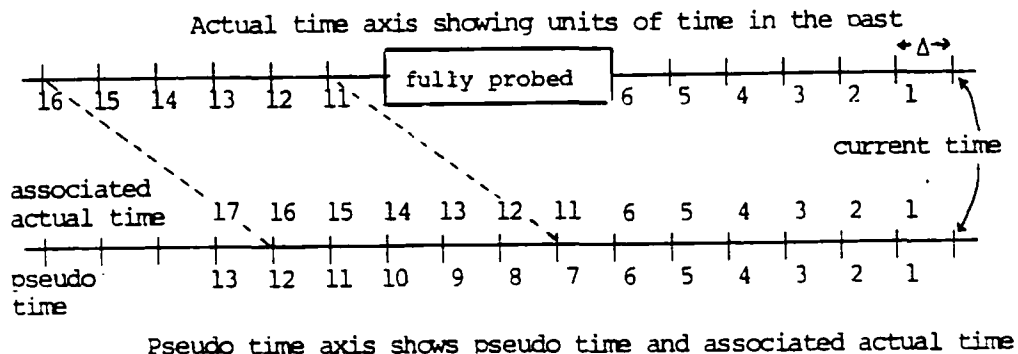 Actual time axis showing units of time in the past
← Δ →
fully probed
16 15 14 13 12 11 6 5 4 3 2 1
current time
associated
actual time 17 16 15 14 13 12 11 6 5 4 3 2 1
13 12 11 10 9 8 7 6 5 4 3 2 1
pseudo
time
Pseudo time axis shows pseudo time and associated actual time